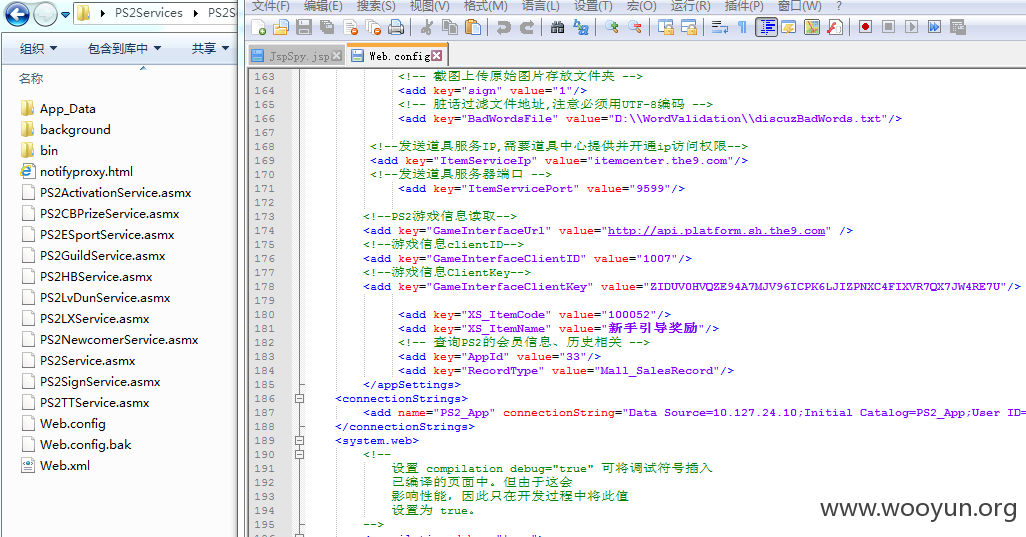 PS2Services
PS2S
组织
包含到库中
共享
名称
App_Data
background
bin
notifyproxy.html
PS2ActivationService.asmx
PS2CBPrizeService.asmx
PS2ESportService.asmx
PS2GuildService.asmx
PS2HBService.asmx
PS2LvDunService.asmx
PS2LXService.asmx
PS2NewcomerService.asmx
PS2Service.asmx
PS2SignService.asmx
PS2TTService.asmx
Web.config
Web.config.bak
Web.xml
文件(F) 编辑(E) 搜索(S) 视图(V) 格式(M) 语言(L) 设置(T) 宏(O) 运行(R) 插件(P) 窗口(W) ?
JspSpy.jsp Web.config
163 <!-- 截图上传原始图片存放文件夹 -->
164 <add key="sign" value="1"/>
165 <!-- 脏话过滤文件地址,注意必须用UTF-8编码 -->
166 <add key="BadWordsFile" value="D:\\WordValidation\\discuzBadWords.txt"/>
167
168 <!--发送道具服务IP,需要道具中心提供并开通ip访问权限-->
169 <add key="ItemServiceIp" value="itemcenter.the9.com"/>
170 <!--发送道具服务器端口 -->
171 <add key="ItemServicePort" value="9599"/>
172
173 <!--PS2游戏信息读取-->
174 <add key="GameInterfaceUrl" value="http://api.platform.sh.the9.com" />
175 <!--游戏信息clientID-->
176 <add key="GameInterfaceClientID" value="1007"/>
177 <!--游戏信息ClientKey-->
178 <add key="GameInterfaceClientKey" value="ZIDUV0HVQZE94A7MJV96ICPK6LJIZPNXC4FIXVR7QX7JW4RE7U"/>
179
180 <add key="XS_ItemCode" value="100052"/>
181 <add key="XS_ItemName" value="新手引导奖励"/>
182 <!-- 查询PS2的会员信息、历史相关 -->
183 <add key="AppId" value="33"/>
184 <add key="RecordType" value="Mall_SalesRecord"/>
185 </appSettings>
186 <connectionStrings>
187 <add name="PS2_App" connectionString="Data Source=10.127.24.10;Initial Catalog=PS2_App;User ID=
188 </connectionStrings>
189 <system.web>
190 <!--
191 设置 compilation debug="true" 可将调试符号插入
192 已编译的页面中。但由于这会
193 影响性能，因此只在开发过程中将此值
194 设置为 true。
195 -->
www.wooyun.org